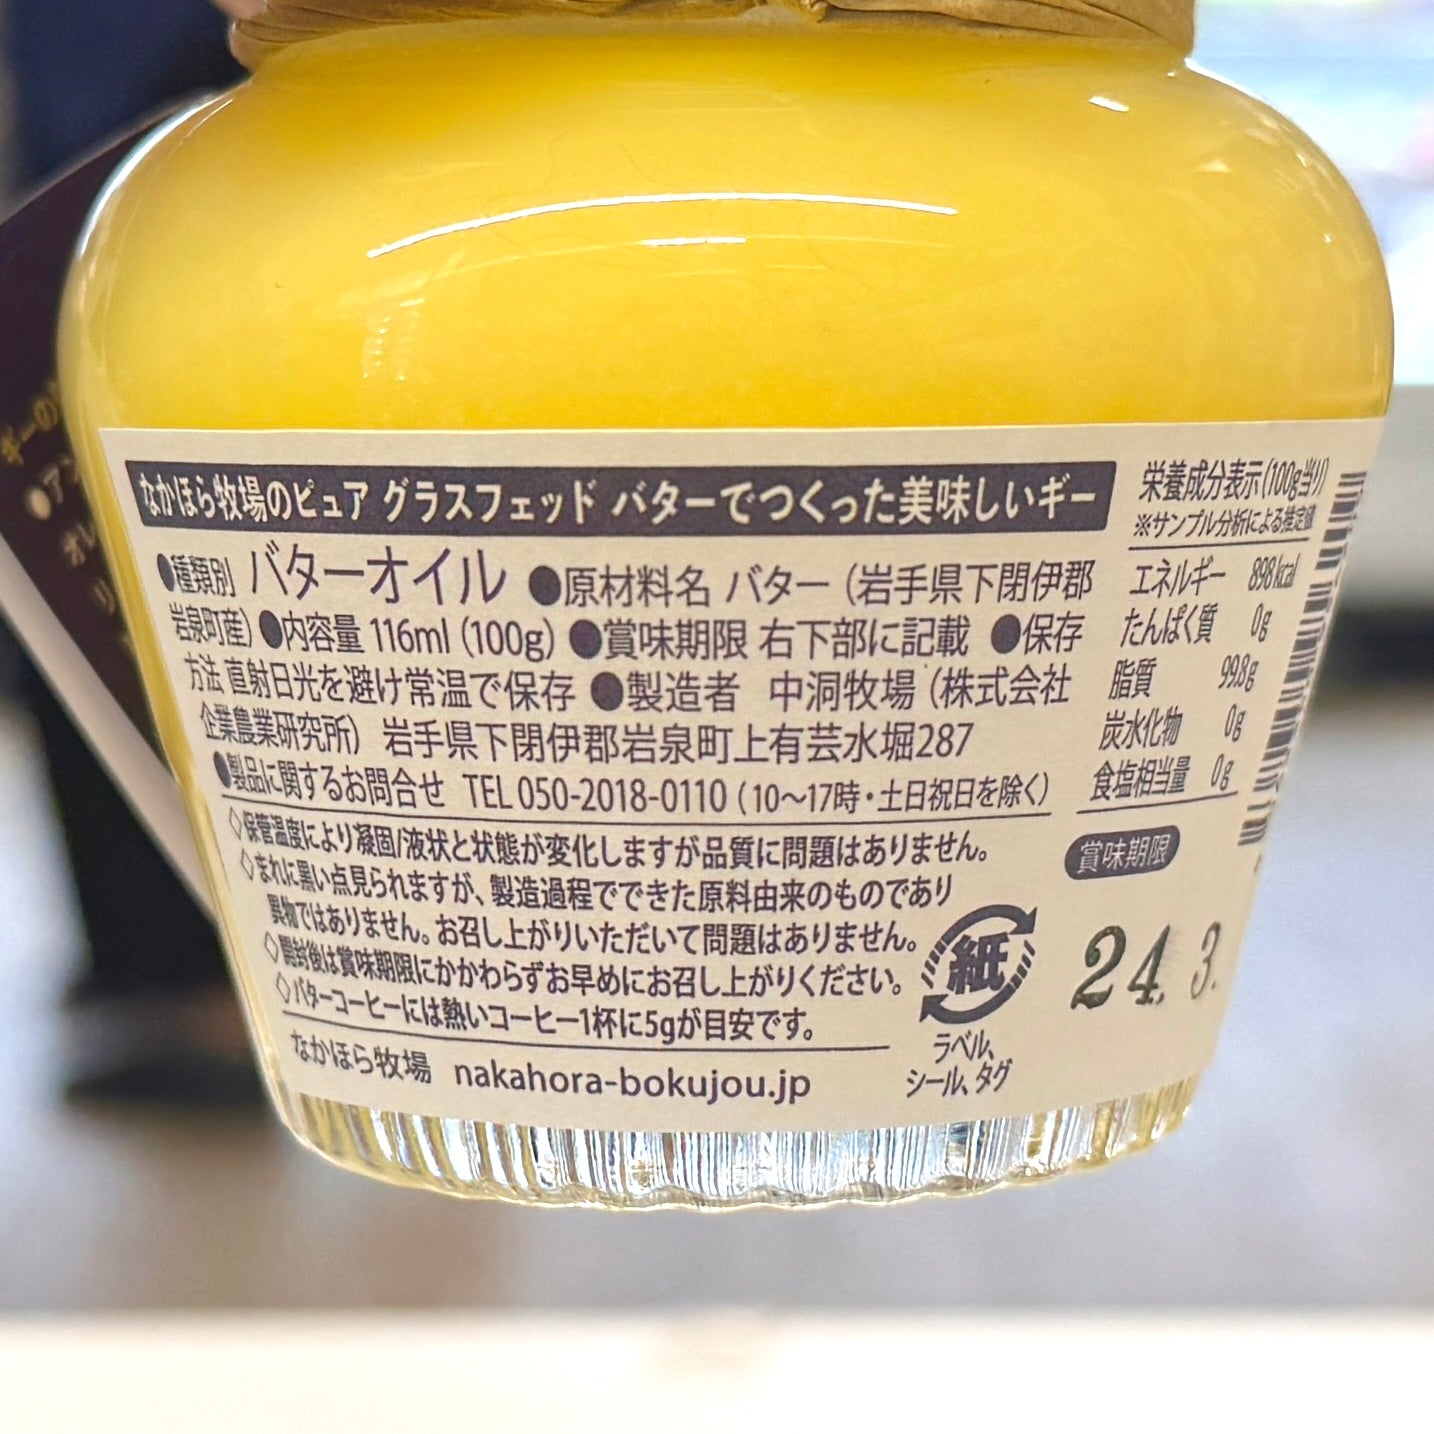 なかほら牧場のピュア グラスフェッド バターでつくった美味しいギー
●種類別 バターオイル ●原材料名 バター（岩手県下閉伊郡
岩泉町産）●内容量 116ml（100g）●賞味期限 右下部に記載 ●保存
方法 直射日光を避け常温で保存 ●製造者 中洞牧場（株式会社
企業農業研究所） 岩手県下閉伊郡岩泉町上有芸水堀287
●製品に関するお問合せ TEL 050-2018-0110（10〜17時・土日祝日を除く）
◇保管温度により凝固/液状と状態が変化しますが品質に問題はありません。
◇まれに黒い点見られますが、製造過程でできた原料由来のものであり
異物ではありません。お召し上がりいただいて問題はありません。
◇開封後は賞味期限にかかわらずお早めにお召し上がりください。
◇バターコーヒーには熱いコーヒー1杯に5gが目安です。
なかほら牧場 nakahora-bokujou.jp
紙
ラベル、
シール、タグ
栄養成分表示（100g当り）
※サンプル分析による推定値
エネルギー 898kcal
たんぱく質 0g
脂質 99.8g
炭水化物 0g
食塩相当量 0g
賞味期限
24. 3.
ギーの
●アン
オレ